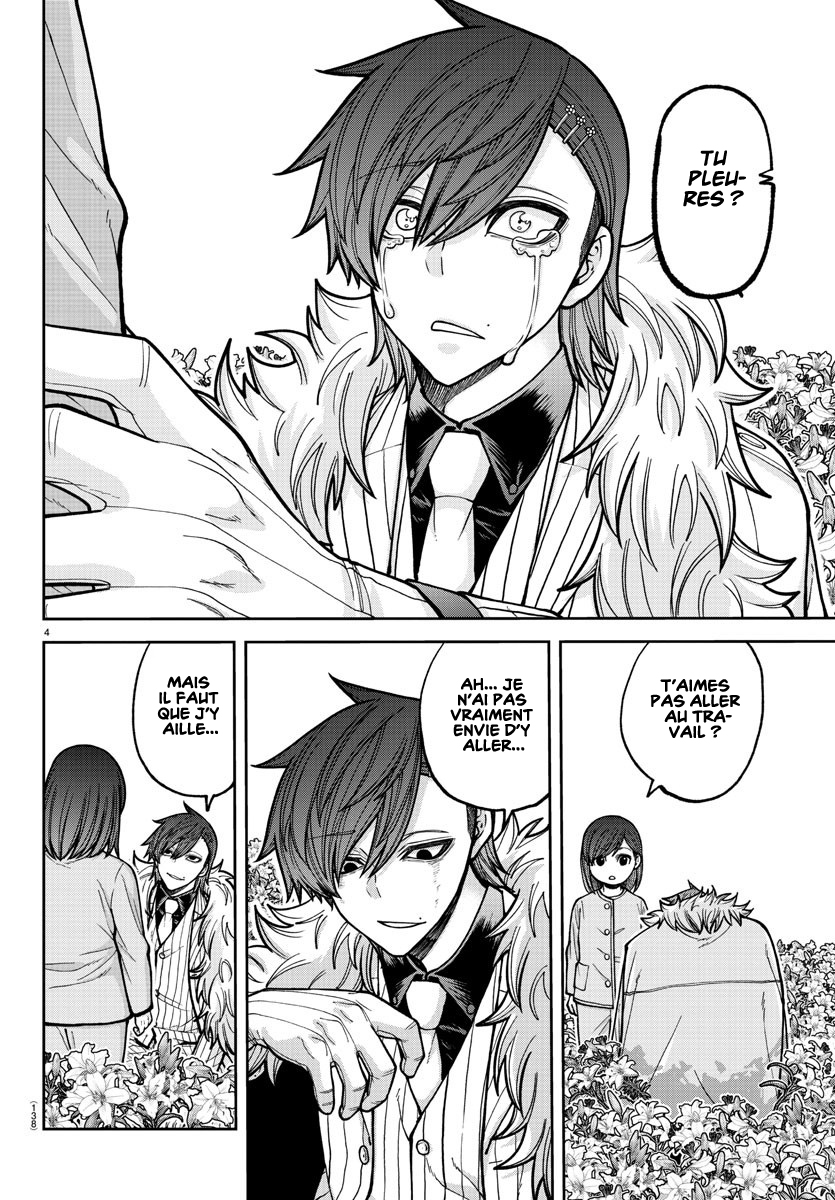 TU
PLEU-
RES ?
T'AIMES
PAS ALLER
AU TRA-
VAIL ?
AH... JE
N'AI PAS
VRAIMENT
ENVIE D'Y
ALLER...
MAIS
IL FAUT
QUE J'Y
AILLE...
4
(138)